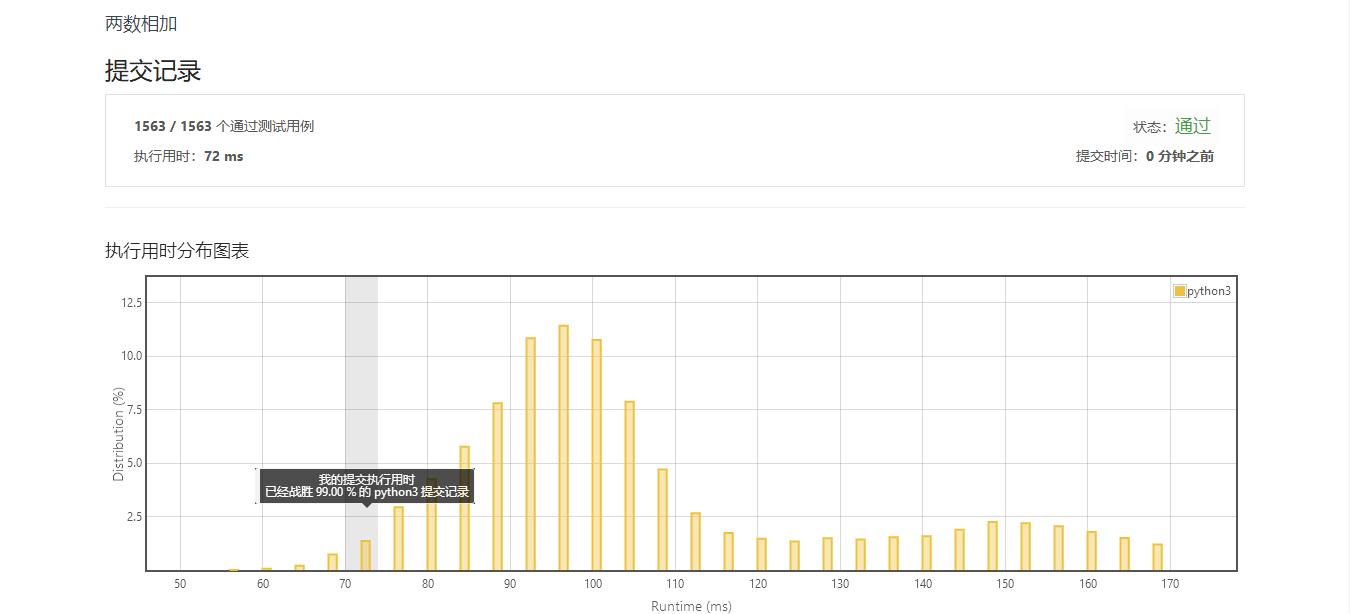 两数相加
提交记录
1563 / 1563 个通过测试用例
状态：通过
执行用时：72 ms
提交时间：0 分钟之前
执行用时分布图表
python3
12.5
10.0
7.5
5.0
2.5
Distribution (%)
我的提交执行用时
已经战胜 99.00 % 的 python3 提交记录
50 60 70 80 90 100 110 120 130 140 150 160 170
Runtime (ms)